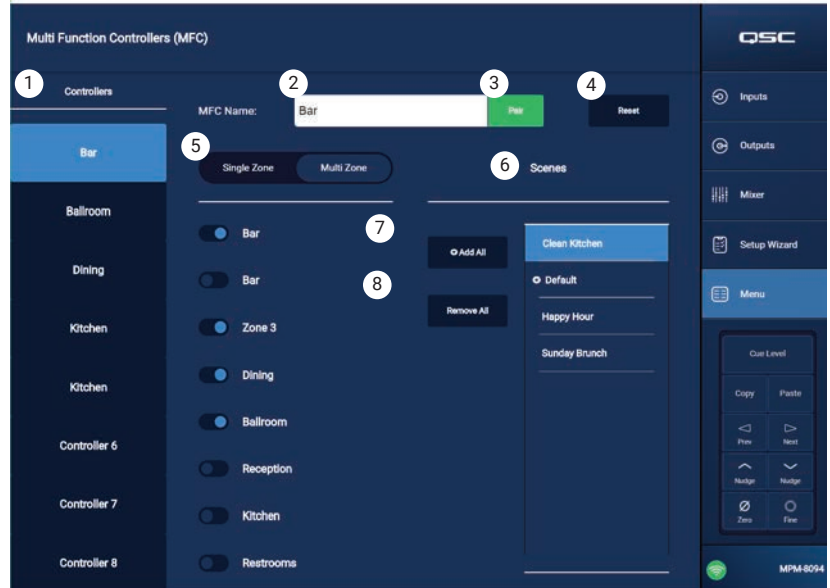 Multi Function Controllers (MFC)
QSC
1
Controllers
2
3
4
MFC Name:
Bar
Pair
Reset
Bar
5
Single Zone
Multi Zone
6
Scenes
Ballroom
Dining
Kitchen
Kitchen
Controller 6
Controller 7
Controller 8
Bar
7
Bar
8
Zone 3
Dining
Ballroom
Reception
Kitchen
Restrooms
Add All
Remove All
Clean Kitchen
Default
Happy Hour
Sunday Brunch
Inputs
Outputs
Mixer
Setup Wizard
Menu
Cue Level
Copy
Paste
Prev
Next
Nudge
Nudge
Zero
Fine
MPM-8094